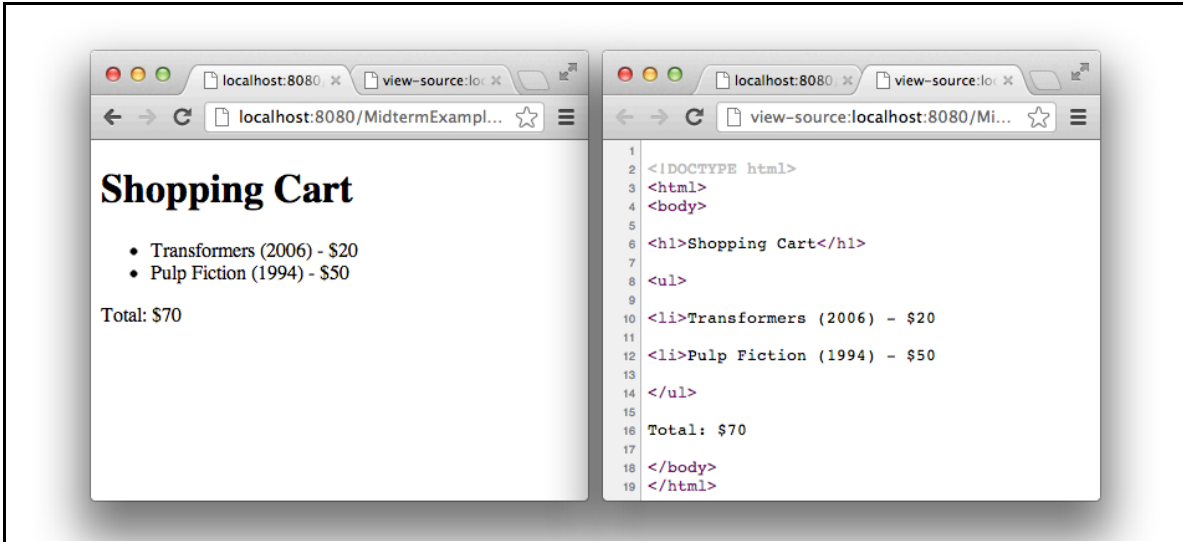 localhost:8080
view-source:loc
localhost:8080/MidtermExampl...
Shopping Cart
• Transformers (2006) - $20
• Pulp Fiction (1994) - $50
Total: $70
localhost:8080
view-source:loc
view-source:localhost:8080/Mi...
1
2 <!DOCTYPE html>
3 <html>
4 <body>
5
6 <h1>Shopping Cart</h1>
7
8 <ul>
9
10 <li>Transformers (2006) - $20
11
12 <li>Pulp Fiction (1994) - $50
13
14 </ul>
15
16 Total: $70
17
18 </body>
19 </html>